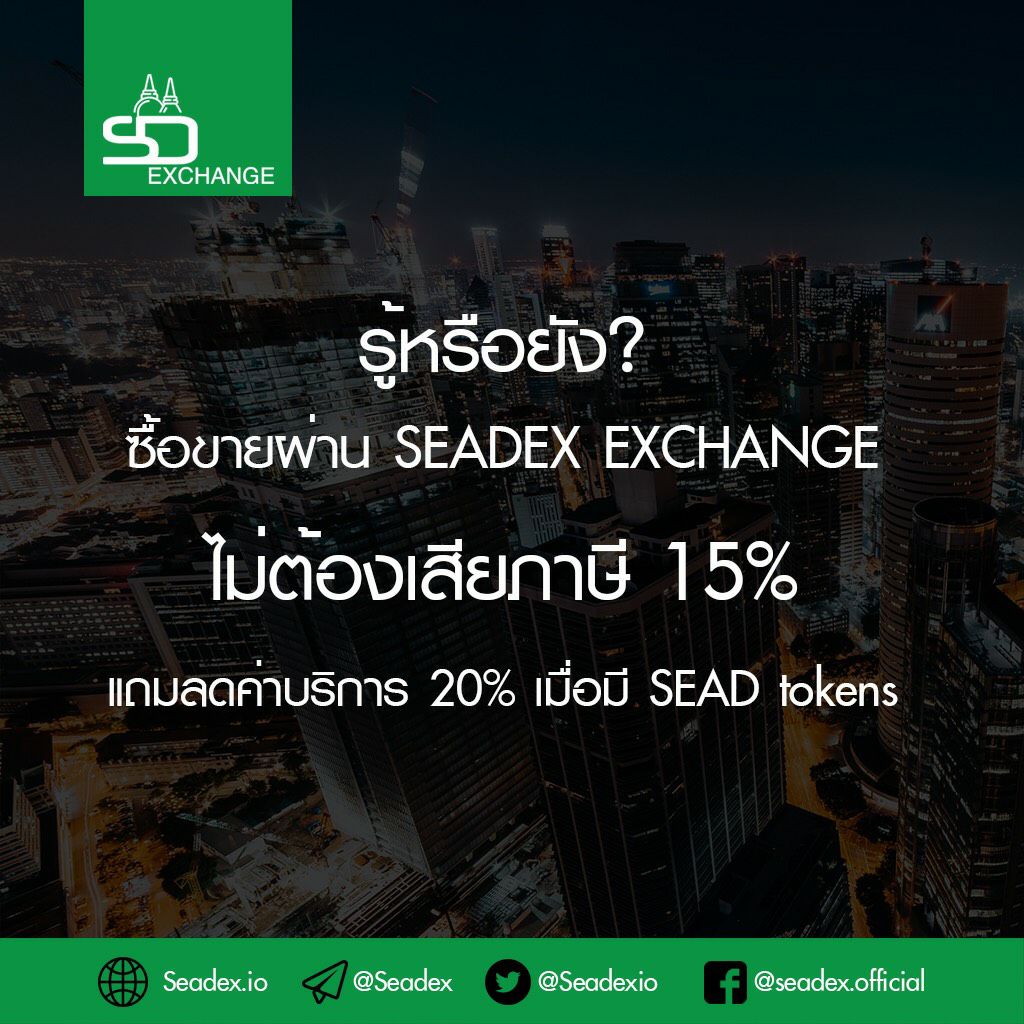 SD
EXCHANGE
รู้หรือยัง?
ซื้อขายผ่าน SEADEX EXCHANGE
ไม่ต้องเสียภาษี 15%
แถมลดค่าบริการ 20% เมื่อมี SEAD tokens
Seadex.io @Seadex @Seadexio @seadex.official